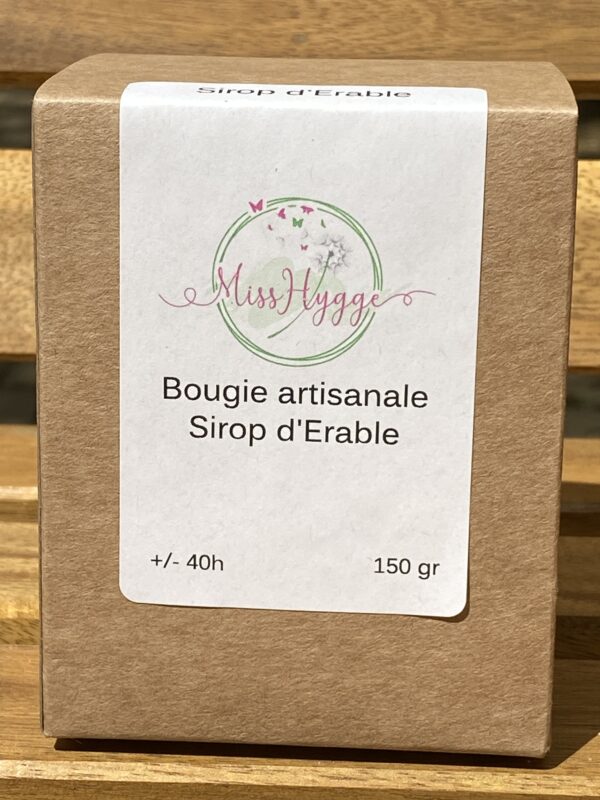 Sirop d'Erable
MissHygge
Bougie artisanale
Sirop d'Erable
+/- 40h
150 gr